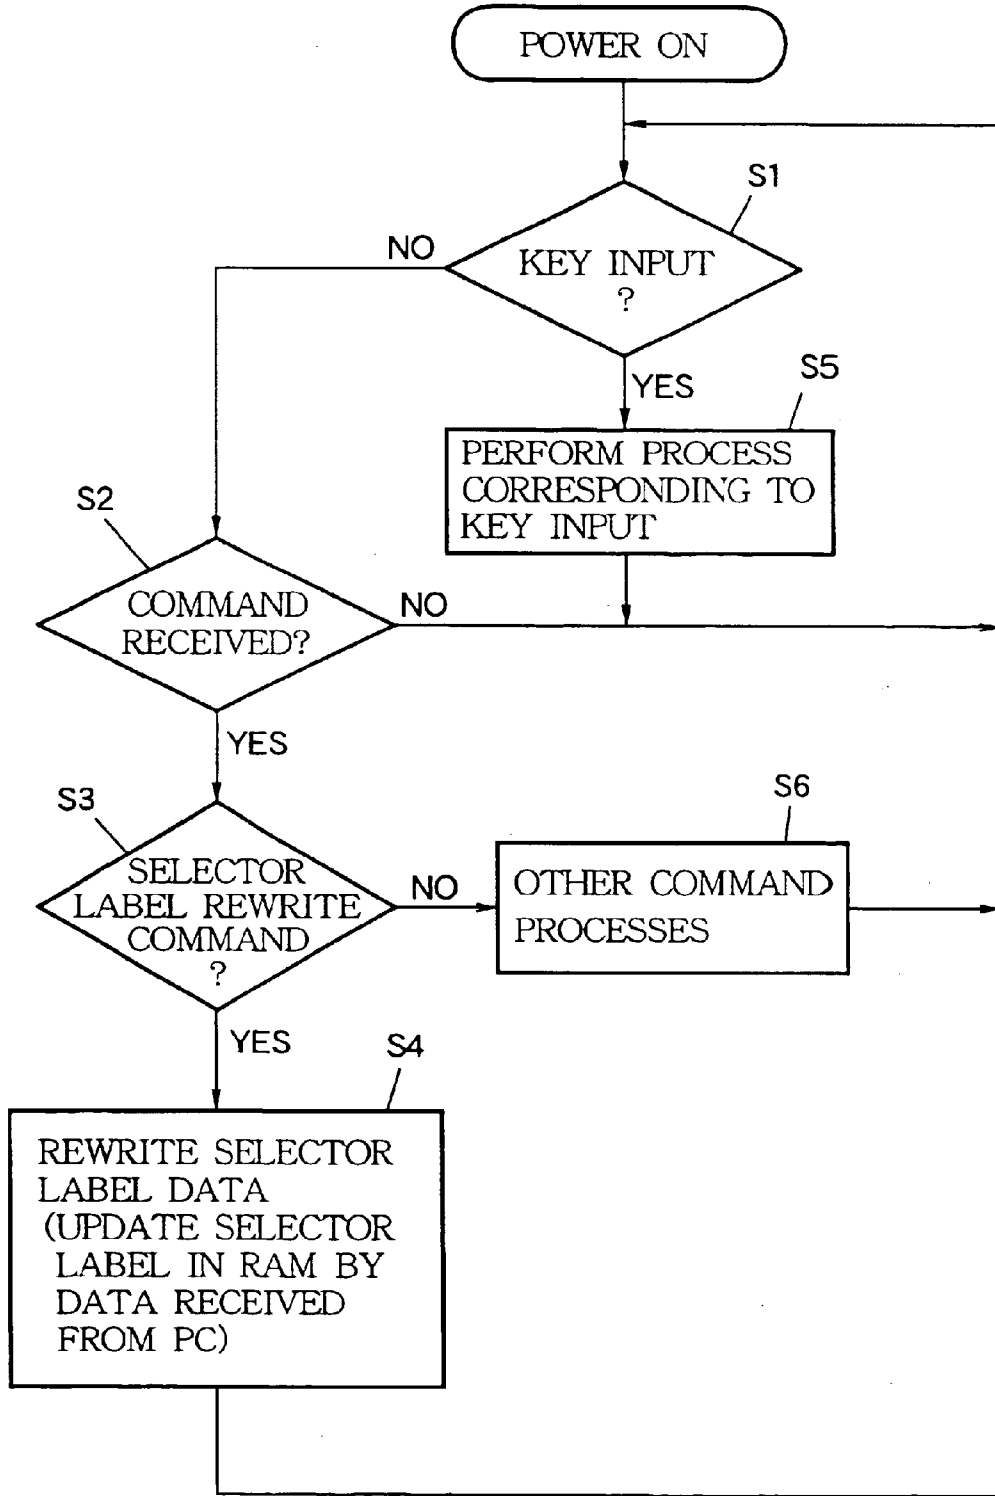 POWER ON
S1
NO
KEY INPUT
?
YES
S5
PERFORM PROCESS
CORRESPONDING TO
KEY INPUT
S2
COMMAND
RECEIVED?
NO
YES
S3
SELECTOR
LABEL REWRITE
COMMAND
?
NO
S6
OTHER COMMAND
PROCESSES
YES
S4
REWRITE SELECTOR
LABEL DATA
(UPDATE SELECTOR
LABEL IN RAM BY
DATA RECEIVED
FROM PC)